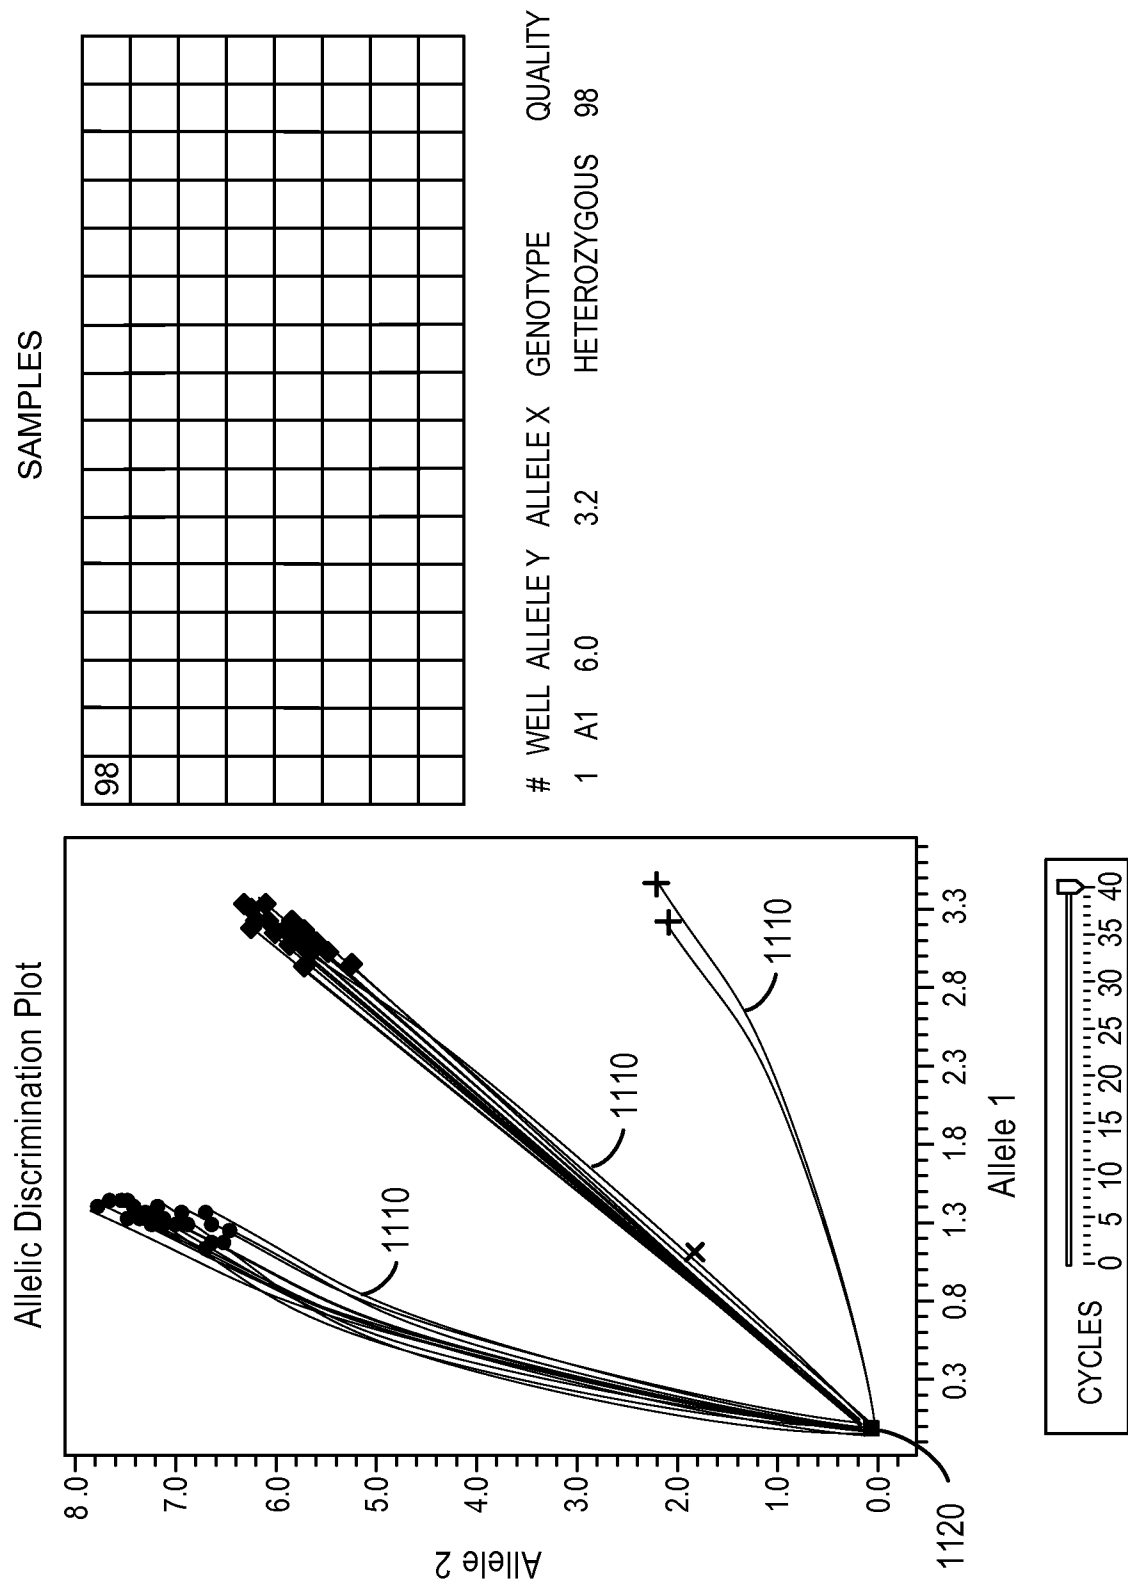 Allelic Discrimination Plot
Allele 2
8.0
7.0
6.0
5.0
4.0
3.0
2.0
1.0
0.0
1110
1110
1110
1120
0.3
0.8
1.3
1.8
2.3
2.8
3.3
Allele 1
CYCLES
0 5 10 15 20 25 30 35 40
SAMPLES
98
# WELL ALLELE Y ALLELE X GENOTYPE QUALITY
1 A1 6.0 3.2 HETEROZYGOUS 98